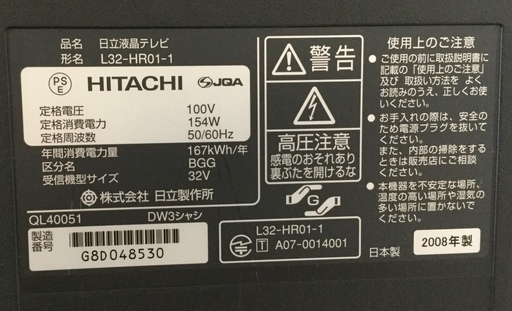 品名 日立液晶テレビ
形名 L32-HR01-1
PS
E
HITACHI JQA
定格電圧 100V
定格消費電力 154W
定格周波数 50/60Hz
年間消費電力量 167kWh/年
区分名 BGG
受信機型サイズ 32V
株式会社 日立製作所
QL40051 DW3シャシ
製造
番号 G8D048530
警告
高圧注意
感電のおそれあり
裏ぶたを開けるな
G
L32-HR01-1
T A07-0014001
使用上のご注意
●ご使用の前に取扱説明書に
記載の「使用上のご注意」
及び取扱い方法を よく
お読みのうえ、正しくお使
いください。
●お手入れの際は、安全の
ため電源プラグを抜いて
ください。
また、内部の掃除をすると
きは販売店にご相談くだ
さい。
●本機器を不安定な場所、
温度の高い場所や湿気の
多い場所に置かないでく
ださい。
日本製 2008年製